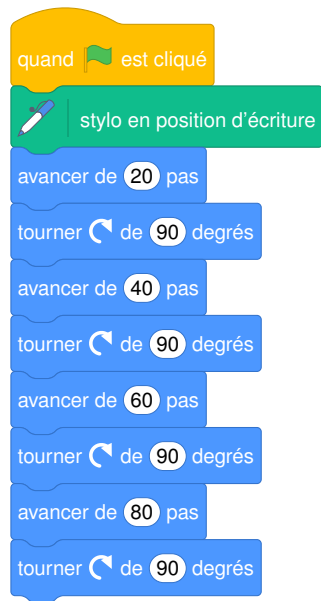 quand est cliqué
stylo en position d'écriture
avancer de 20 pas
tourner de 90 degrés
avancer de 40 pas
tourner de 90 degrés
avancer de 60 pas
tourner de 90 degrés
avancer de 80 pas
tourner de 90 degrés